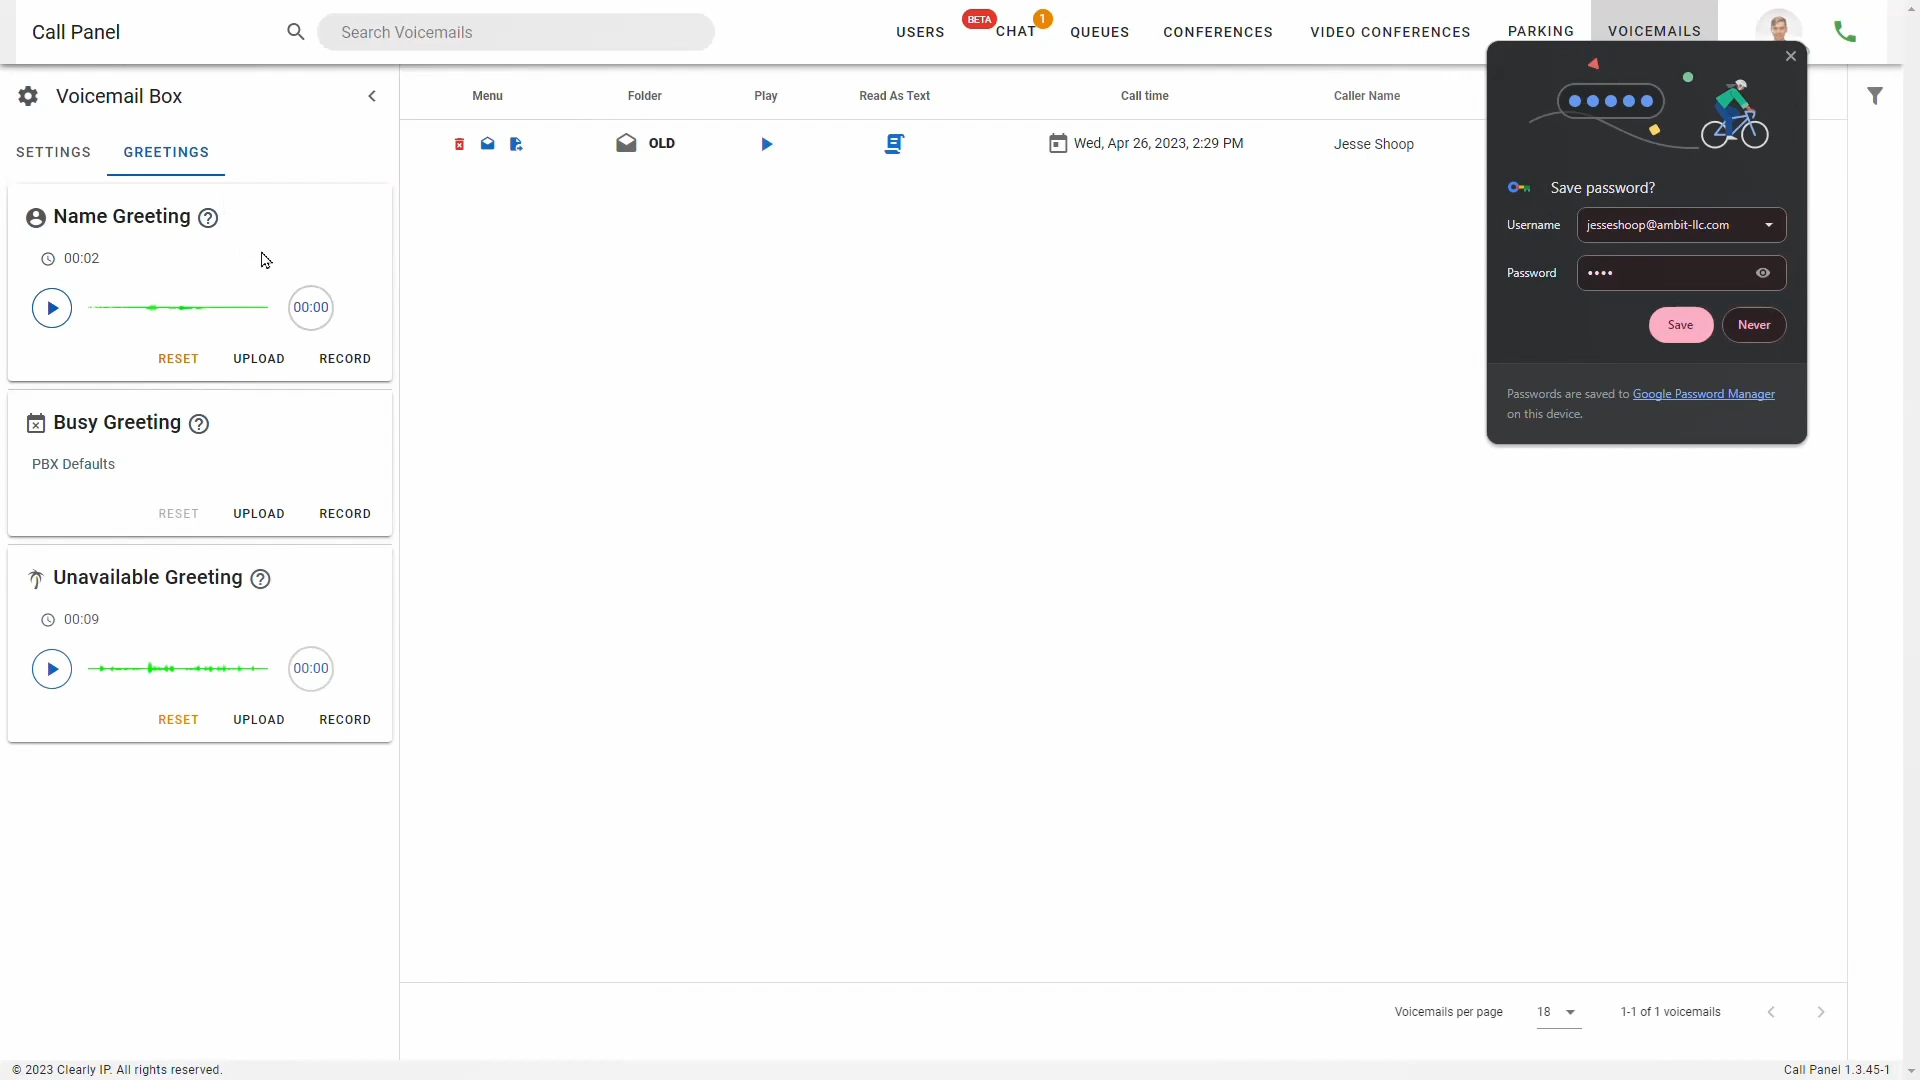 Call Panel
Search Voicemails
USERS
BETA
CHAT
1
QUEUES
CONFERENCES
VIDEO CONFERENCES
PARKING
VOICEMAILS
Voicemail Box
SETTINGS
GREETINGS
Name Greeting
00:02
00:00
RESET
UPLOAD
RECORD
Busy Greeting
PBX Defaults
RESET
UPLOAD
RECORD
Unavailable Greeting
00:09
00:00
RESET
UPLOAD
RECORD
Menu
Folder
Play
Read As Text
Call time
Caller Name
OLD
Wed, Apr 26, 2023, 2:29 PM
Jesse Shoop
Save password?
Username
jesseshoop@ambit-llc.com
Password
••••
Save
Never
Passwords are saved to Google Password Manager
on this device.
Voicemails per page
18
1-1 of 1 voicemails
© 2023 Clearly IP. All rights reserved.
Call Panel 1.3.45-1